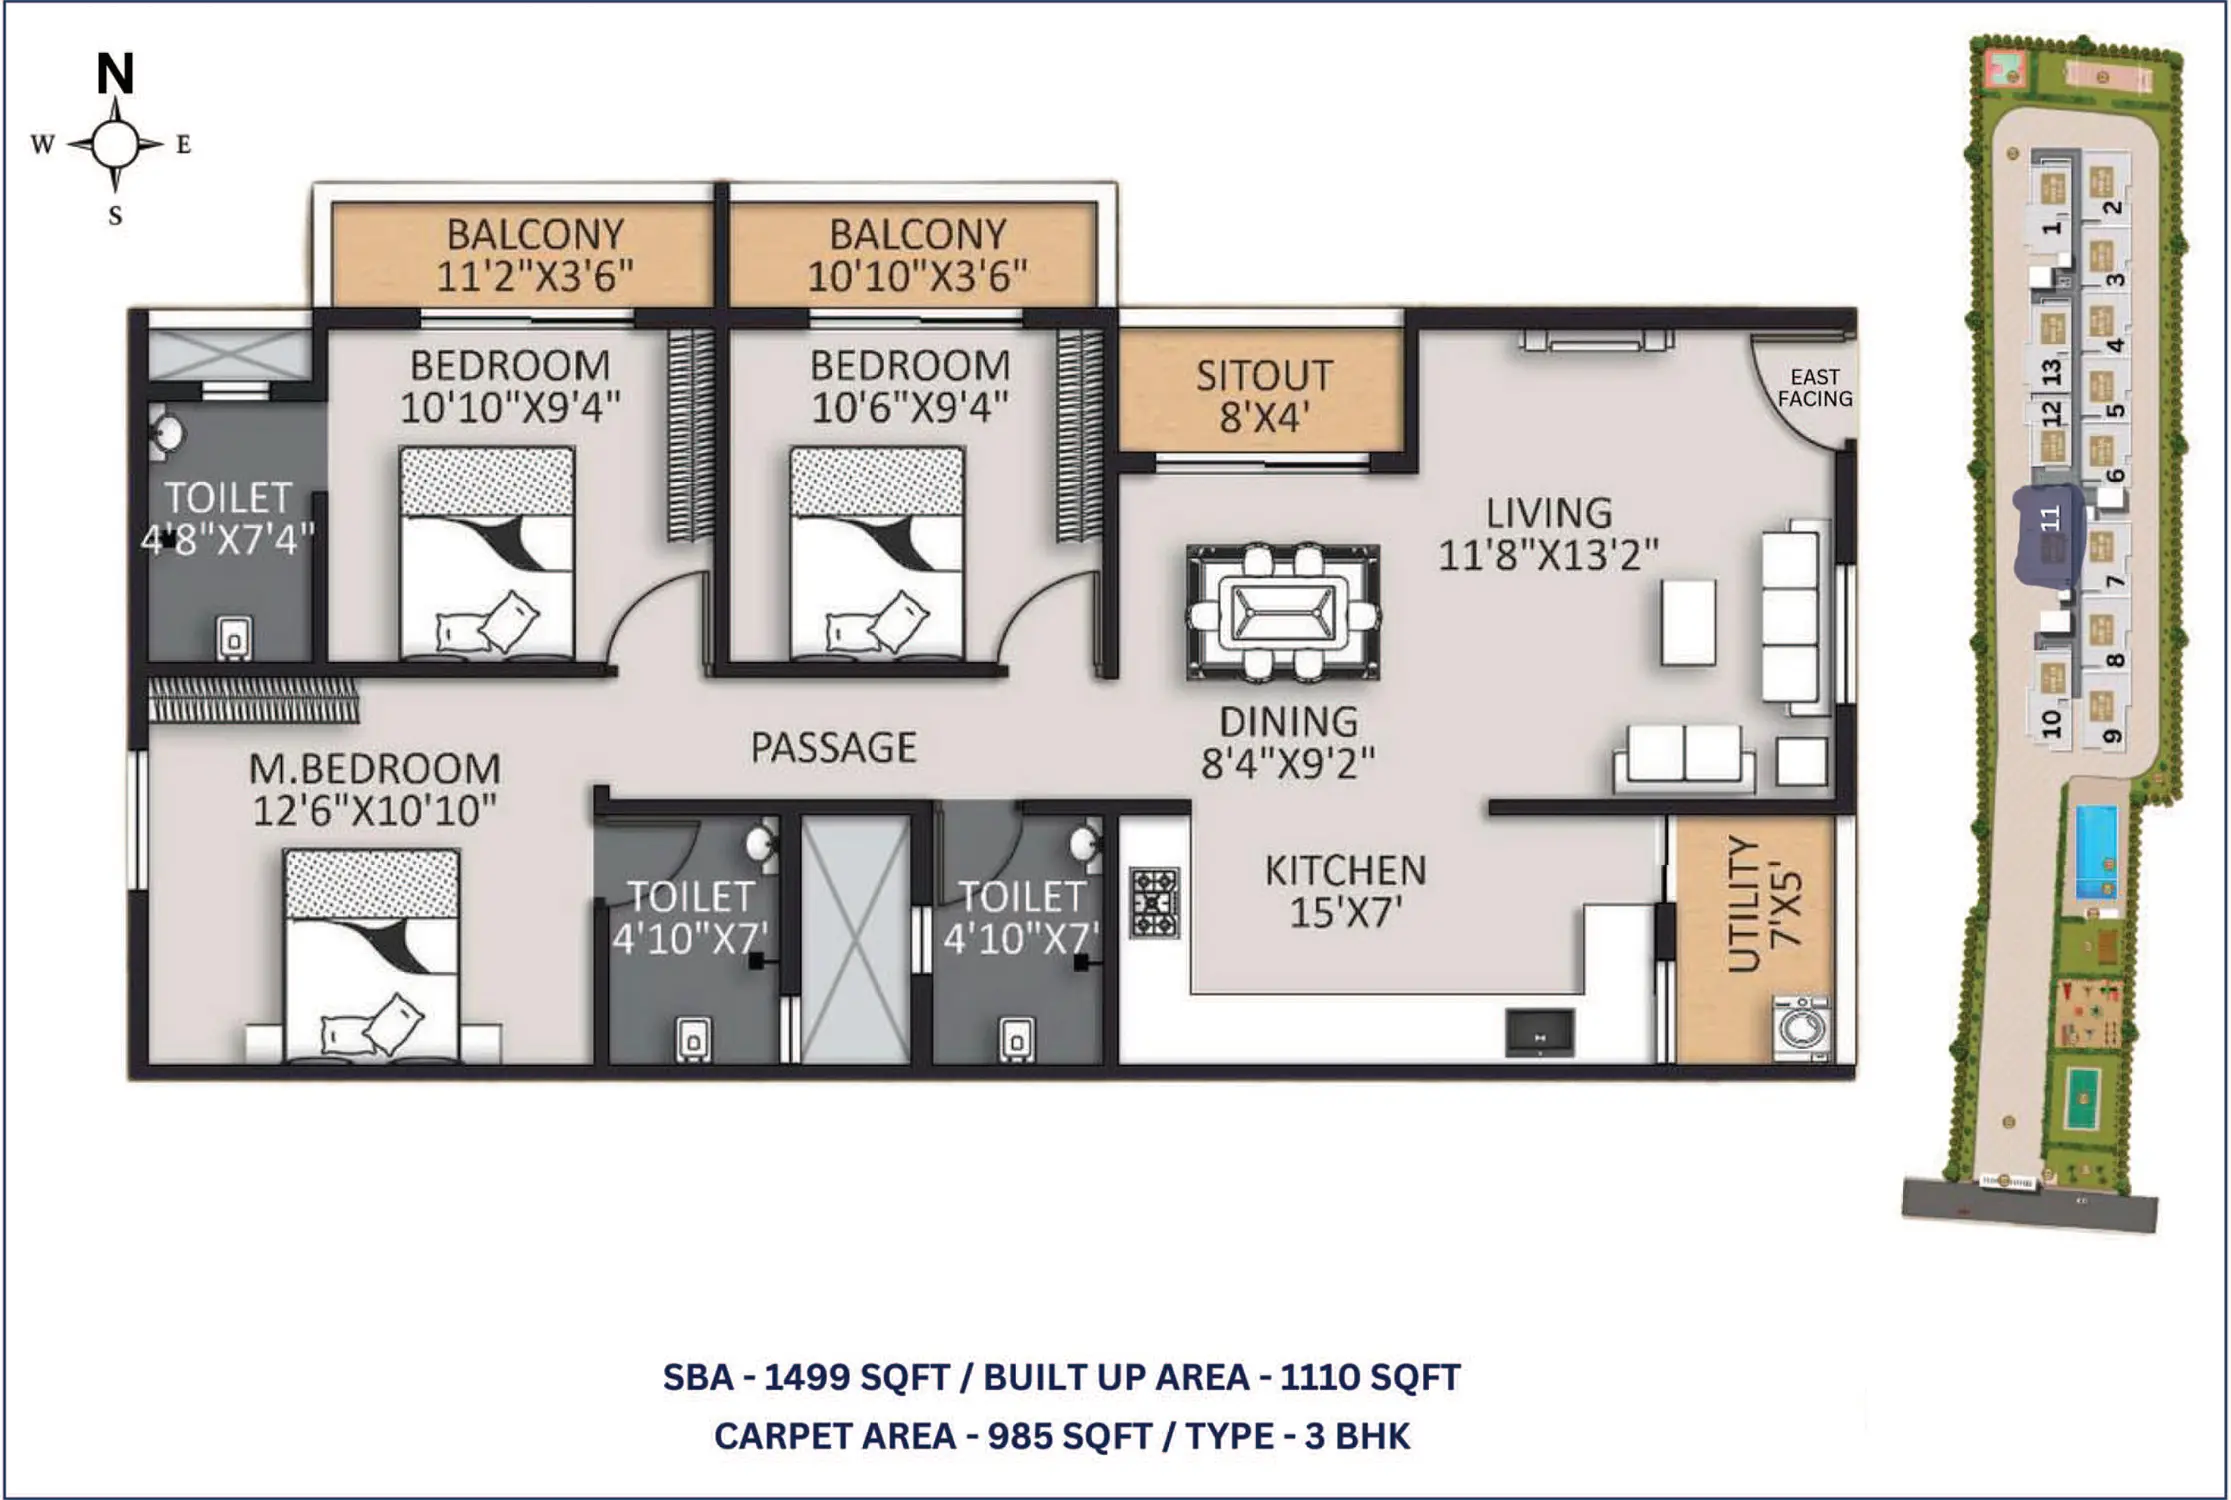 N
W
E
S
BALCONY
11'2"X3'6"
BALCONY
10'10"X3'6"
BEDROOM
10'10"X9'4"
BEDROOM
10'6"X9'4"
SITOUT
8'X4'
EAST
FACING
TOILET
4'8"X7'4"
LIVING
11'8"X13'2"
DINING
8'4"X9'2"
PASSAGE
M.BEDROOM
12'6"X10'10"
TOILET
4'10"X7'
TOILET
4'10"X7'
KITCHEN
15'X7'
UTILITY
7'X5'
1
2
3
4
13
5
12
6
11
7
8
10
9
SBA - 1499 SQFT / BUILT UP AREA - 1110 SQFT
CARPET AREA - 985 SQFT / TYPE - 3 BHK